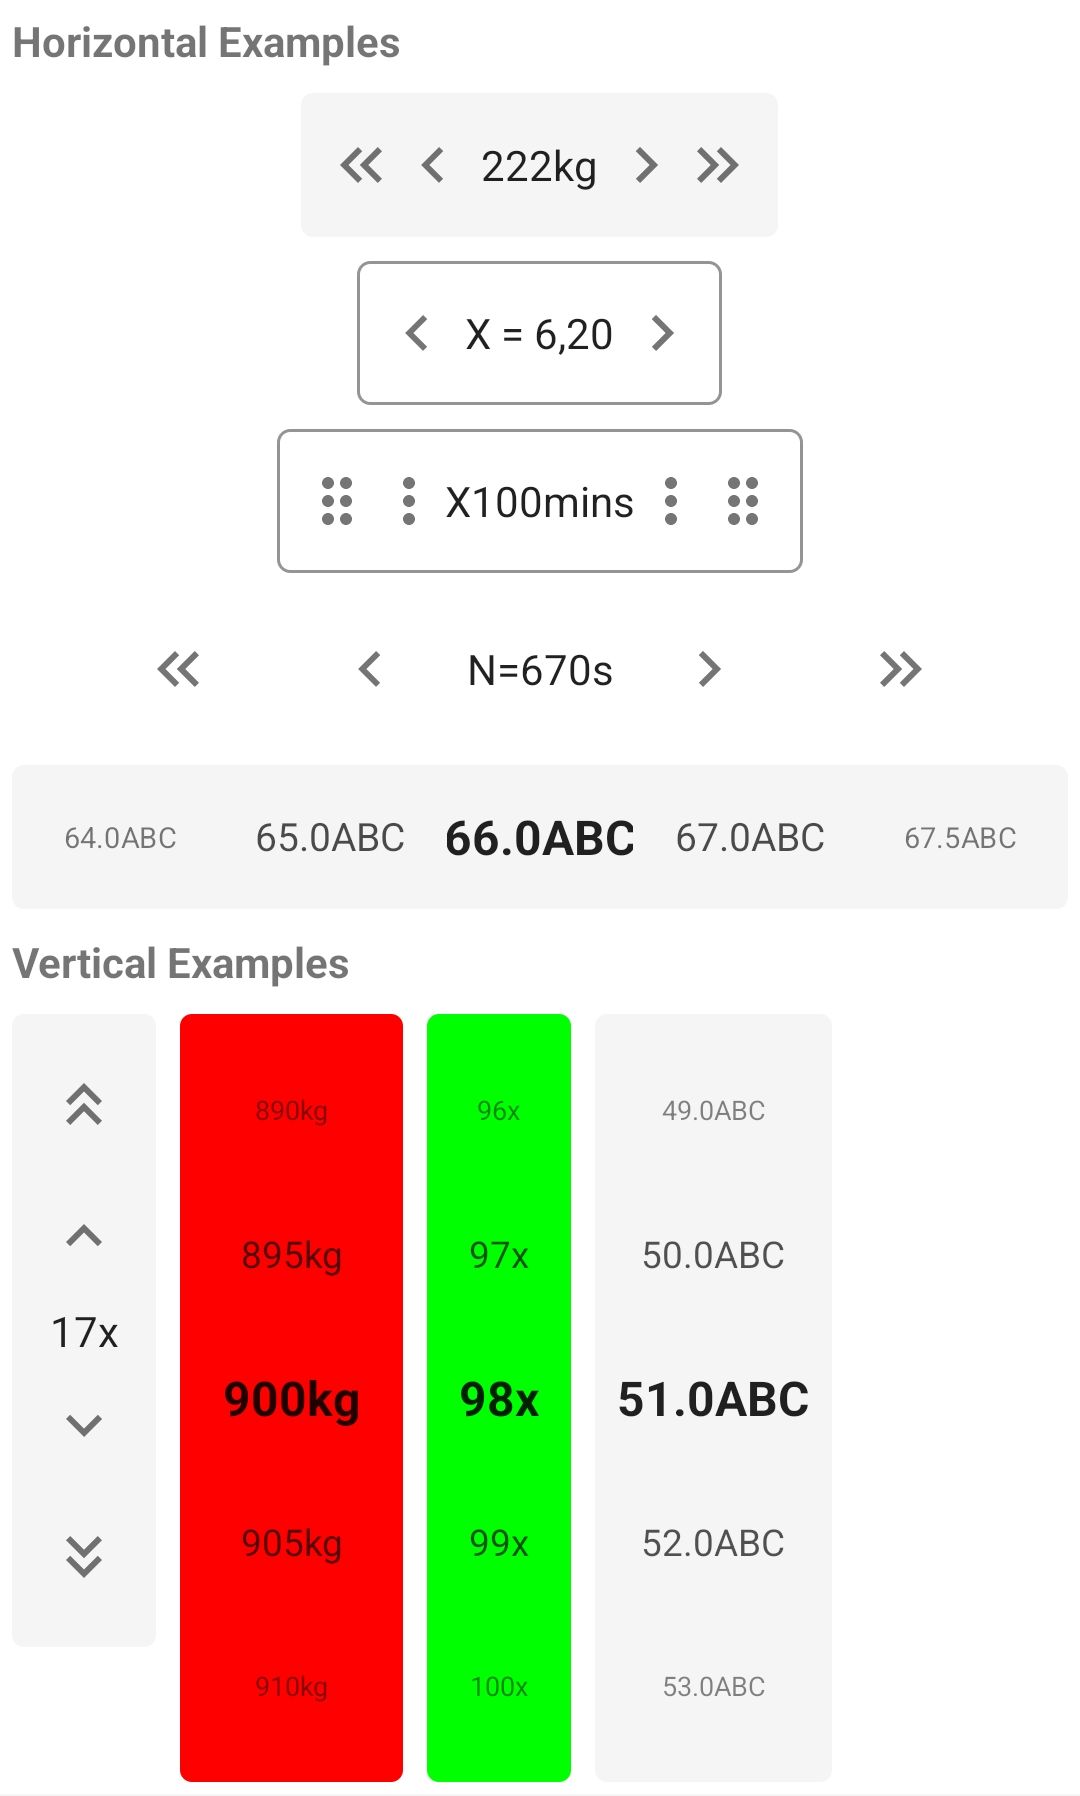 Horizontal Examples
222kg
X = 6,20
X100mins
N=670s
64.0ABC 65.0ABC 66.0ABC 67.0ABC 67.5ABC
Vertical Examples
17x
890kg
895kg
900kg
905kg
910kg
96x
97x
98x
99x
100x
49.0ABC
50.0ABC
51.0ABC
52.0ABC
53.0ABC